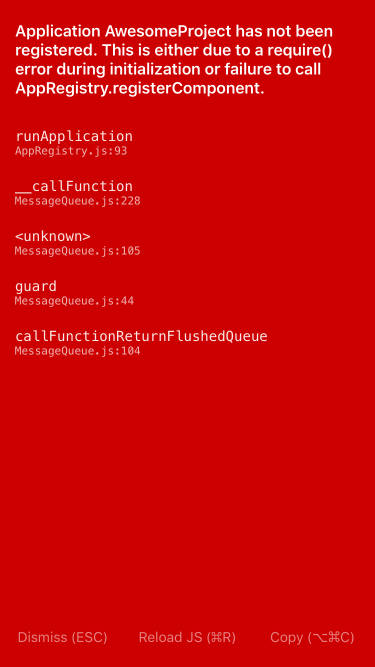 Application AwesomeProject has not been
registered. This is either due to a require()
error during initialization or failure to call
AppRegistry.registerComponent.
runApplication
AppRegistry.js:93
__callFunction
MessageQueue.js:228
<unknown>
MessageQueue.js:105
guard
MessageQueue.js:44
callFunctionReturnFlushedQueue
MessageQueue.js:104
Dismiss (ESC) Reload JS (⌘R) Copy (⌥⌘C)